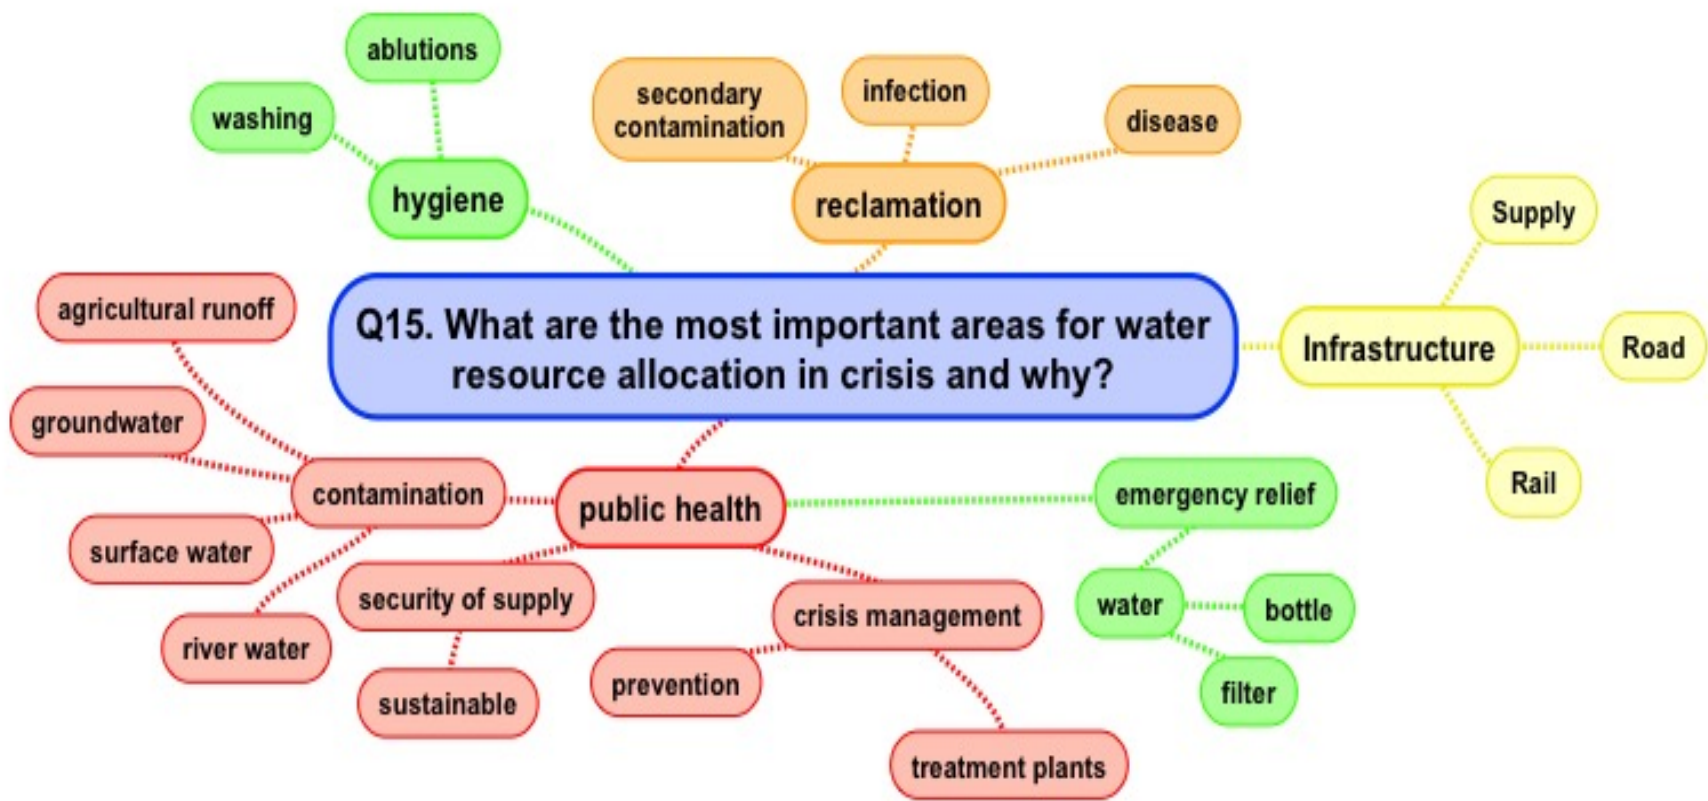 ablutions
washing
hygiene
secondary
contamination
infection
disease
reclamation
Supply
Infrastructure
Road
Rail
Q15. What are the most important areas for water
resource allocation in crisis and why?
agricultural runoff
groundwater
contamination
surface water
river water
public health
security of supply
sustainable
crisis management
prevention
treatment plants
emergency relief
water
bottle
filter